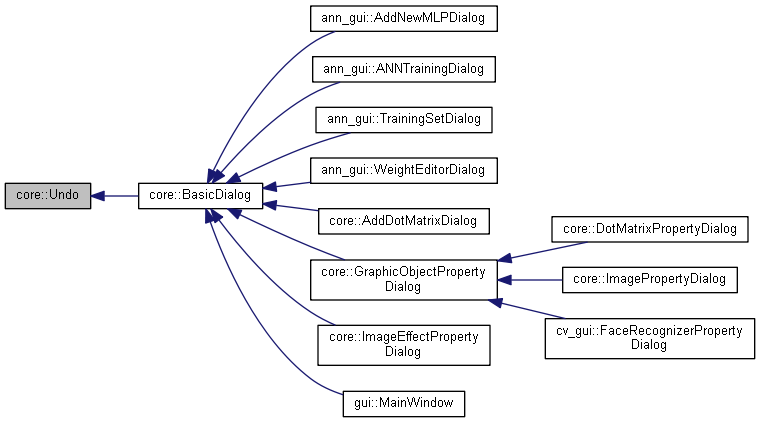 ann_gui::AddNewMLPDialog
ann_gui::ANNTrainingDialog
ann_gui::TrainingSetDialog
ann_gui::WeightEditorDialog
core::Undo
core::BasicDialog
core::AddDotMatrixDialog
core::DotMatrixPropertyDialog
core::GraphicObjectProperty
Dialog
core::ImagePropertyDialog
cv_gui::FaceRecognizerProperty
Dialog
core::ImageEffectProperty
Dialog
gui::MainWindow